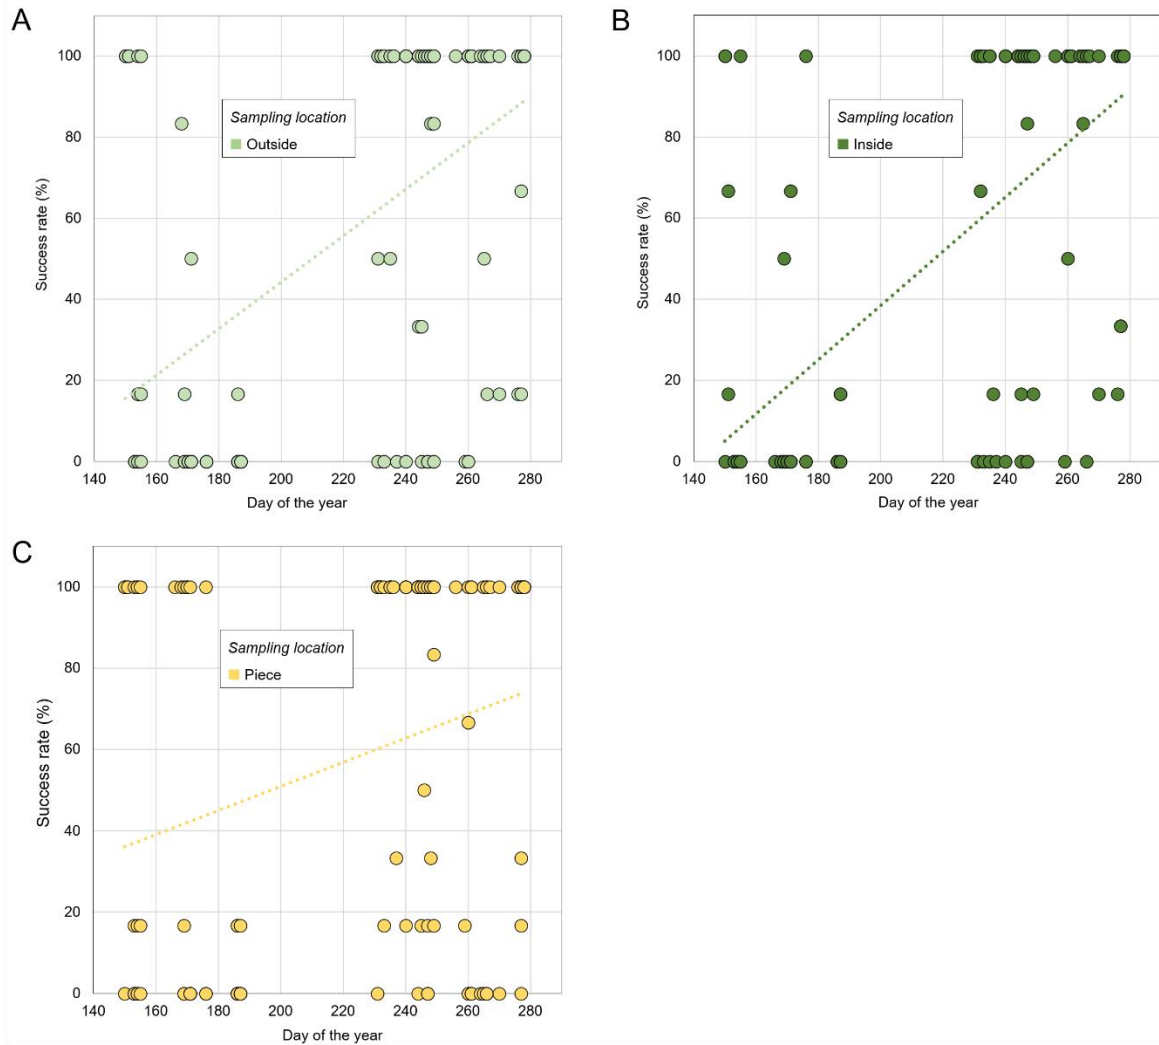 A
100
80
60
40
20
0
Success rate (%)
Sampling location
Outside
140 160 180 200 220 240 260 280
Day of the year
B
100
80
60
40
20
0
Success rate (%)
Sampling location
Inside
140 160 180 200 220 240 260 280
Day of the year
C
100
80
60
40
20
0
Success rate (%)
Sampling location
Piece
140 160 180 200 220 240 260 280
Day of the year